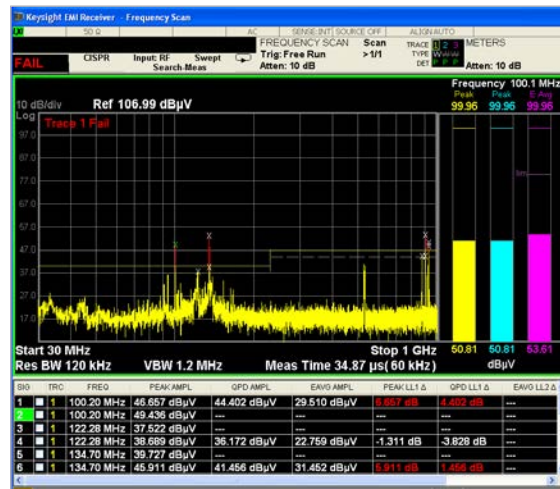 Keysight EMI Receiver - Frequency Scan
50 Ω AC SENSE:INT SOURCE OFF ALIGN AUTO
FREQUENCY SCAN Scan TRACE 1 2 3 METERS
FAIL CISPR Input: RF Swept Trig: Free Run >1/1 TYPE
Search-Meas Atten: 10 dB DET P P P Atten: 10 dB
Frequency 100.1 MHz
Peak Peak E-Avg
10 dB/div Ref 106.99 dBµV 99.96 99.96 99.96
Log
Trace 1 Fail
97.0
87.0
77.0
67.0
57.0
47.0
37.0
27.0
17.0
lim
Start 30 MHz Stop 1 GHz 50.81 50.81 53.61
Res BW 120 kHz VBW 1.2 MHz Meas Time 34.87 µs( 60 kHz) dBµV
SIG TRC FREQ PEAK AMPL QPD AMPL EAVG AMPL PEAK LL1 Δ QPD LL1 Δ EAVG LL2 Δ
1 1 100.20 MHz 46.657 dBµV 44.402 dBµV 29.510 dBµV 6.657 dB 4.402 dB ---
2 1 100.20 MHz 49.436 dBµV --- --- --- --- ---
3 1 122.28 MHz 37.522 dBµV --- --- --- --- ---
4 1 122.28 MHz 38.689 dBµV 36.172 dBµV 22.759 dBµV -1.311 dB -3.828 dB ---
5 1 134.70 MHz 39.727 dBµV --- --- --- --- ---
6 1 134.70 MHz 45.911 dBµV 41.456 dBµV 31.452 dBµV 5.911 dB 1.456 dB ---